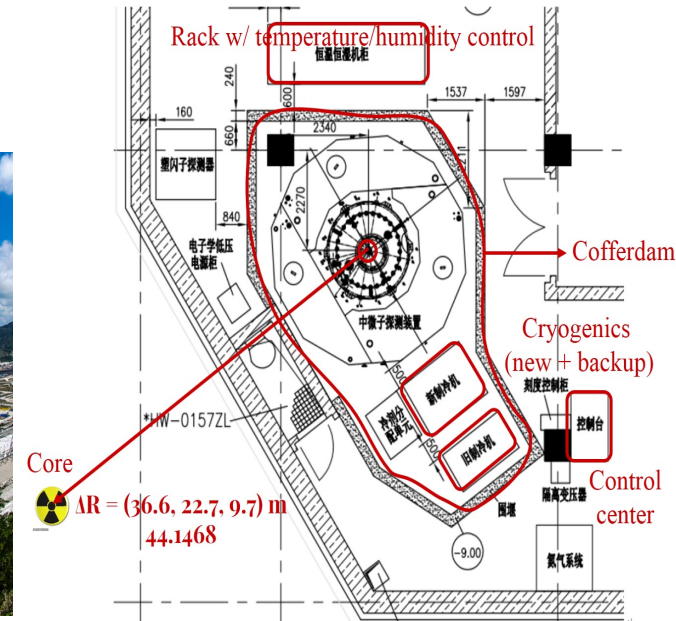 Rack w/ temperature/humidity control
恒温恒湿机柜
240
600
1537
1597
160
660
2340
塑闪子探测器
2270
840
Cofferdam
电子学低压
电源柜
中微子探测装置
Cryogenics
(new + backup)
500
新制冷机
刻度控制柜
冷却分
配单元
控制台
*HW-0157ZL
500
旧制冷机
Core
Control
center
ΔR = (36.6, 22.7, 9.7) m
44.1468
隔离变压器
围堰
-9.00
氮气系统